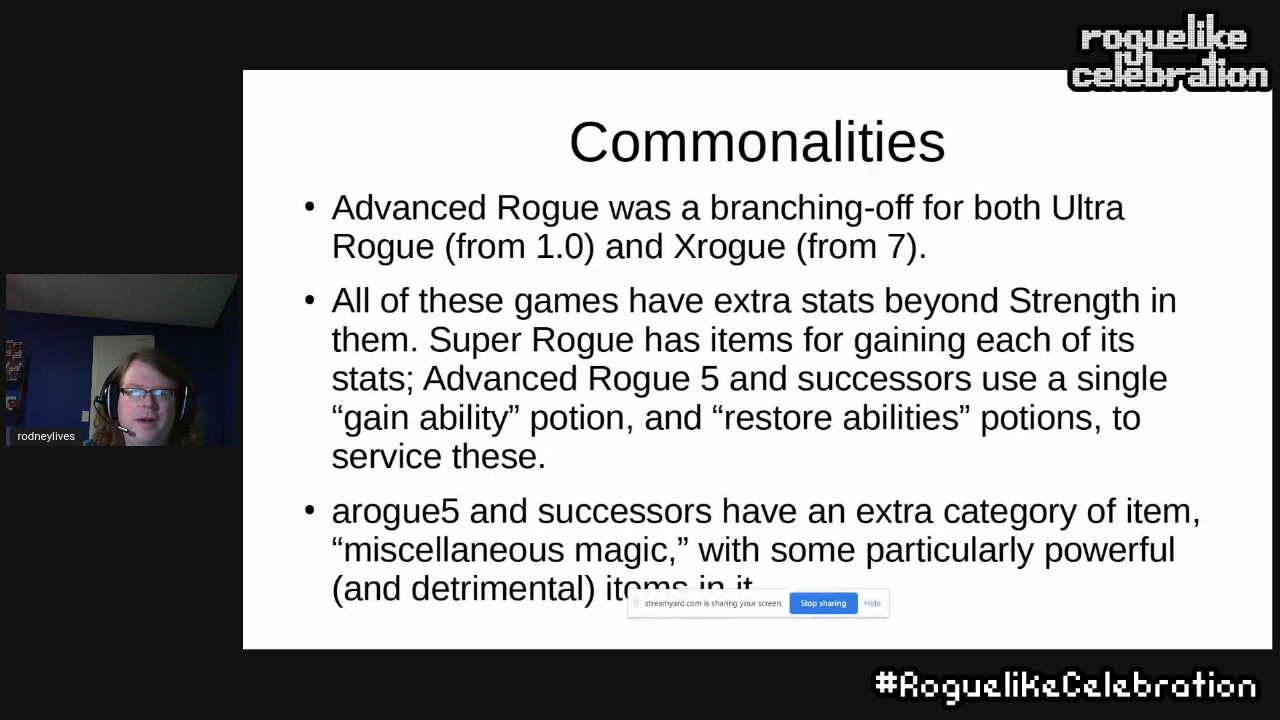 roguelike
celebration
Commonalities
• Advanced Rogue was a branching-off for both Ultra
Rogue (from 1.0) and Xrogue (from 7).
• All of these games have extra stats beyond Strength in
them. Super Rogue has items for gaining each of its
stats; Advanced Rogue 5 and successors use a single
“gain ability” potion, and “restore abilities” potions, to
service these.
• arogue5 and successors have an extra category of item,
“miscellaneous magic,” with some particularly powerful
(and detrimental) items in it
streamyard.com is sharing your screen. Stop sharing Hide
rodneylives
#RoguelikeCelebration